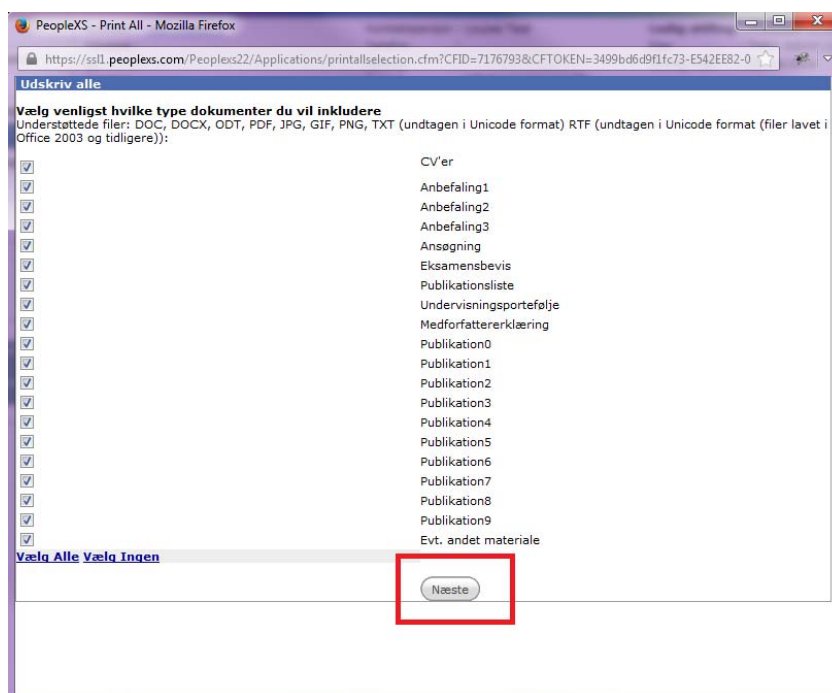 PeopleXS - Print All - Mozilla Firefox
https://ssl1.peoplexs.com/Peoplexs22/Applications/printallselection.cfm?CFID=7176793&CFTOKEN=3499bd6d9f1fc73-E542EE82-0
Udskriv alle
Vælg venligst hvilke type dokumenter du vil inkludere
Understøttede filer: DOC, DOCX, ODT, PDF, JPG, GIF, PNG, TXT (undtagen i Unicode format) RTF (undtagen i Unicode format (filer lavet i
Office 2003 og tidligere)):
CV'er
Anbefaling1
Anbefaling2
Anbefaling3
Ansøgning
Eksamensbevis
Publikationsliste
Undervisningsportefølje
Medforfattererklæring
Publikation0
Publikation1
Publikation2
Publikation3
Publikation4
Publikation5
Publikation6
Publikation7
Publikation8
Publikation9
Evt. andet materiale
Vælg Alle Vælg Ingen
Næste